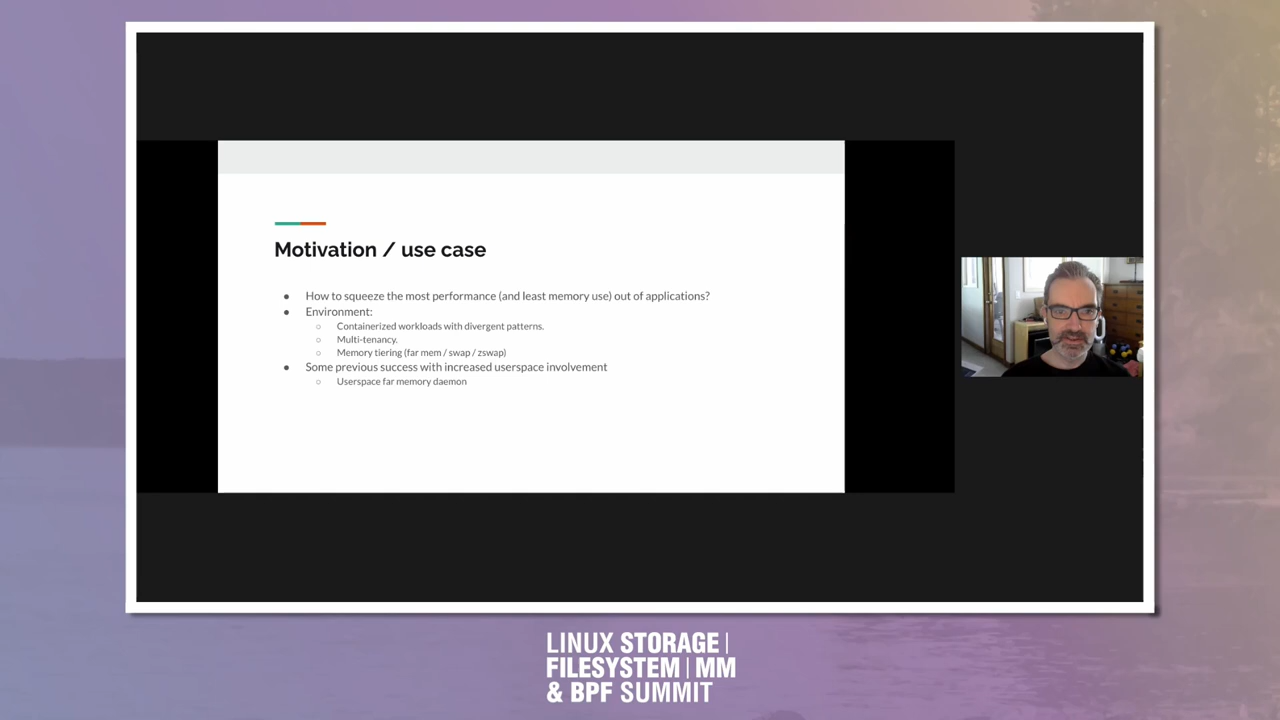 Motivation / use case
● How to squeeze the most performance (and least memory use) out of applications?
● Environment:
○ Containerized workloads with divergent patterns.
○ Multi-tenancy.
○ Memory tiering (far mem / swap / zswap)
● Some previous success with increased userspace involvement
○ Userspace far memory daemon
LINUX STORAGE |
FILESYSTEM | MM
& BPF SUMMIT